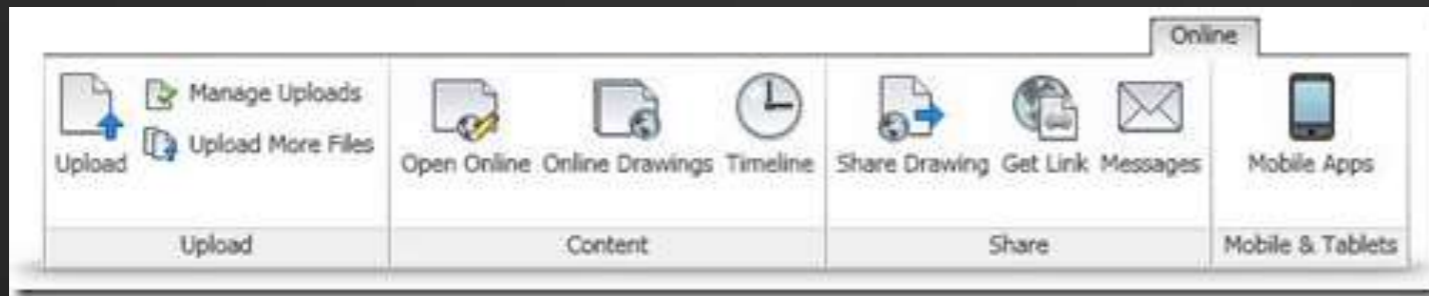 Online
Manage Uploads
Upload More Files
Upload
Open Online
Online Drawings
Timeline
Share Drawing
Get Link
Messages
Mobile Apps
Upload
Content
Share
Mobile & Tablets